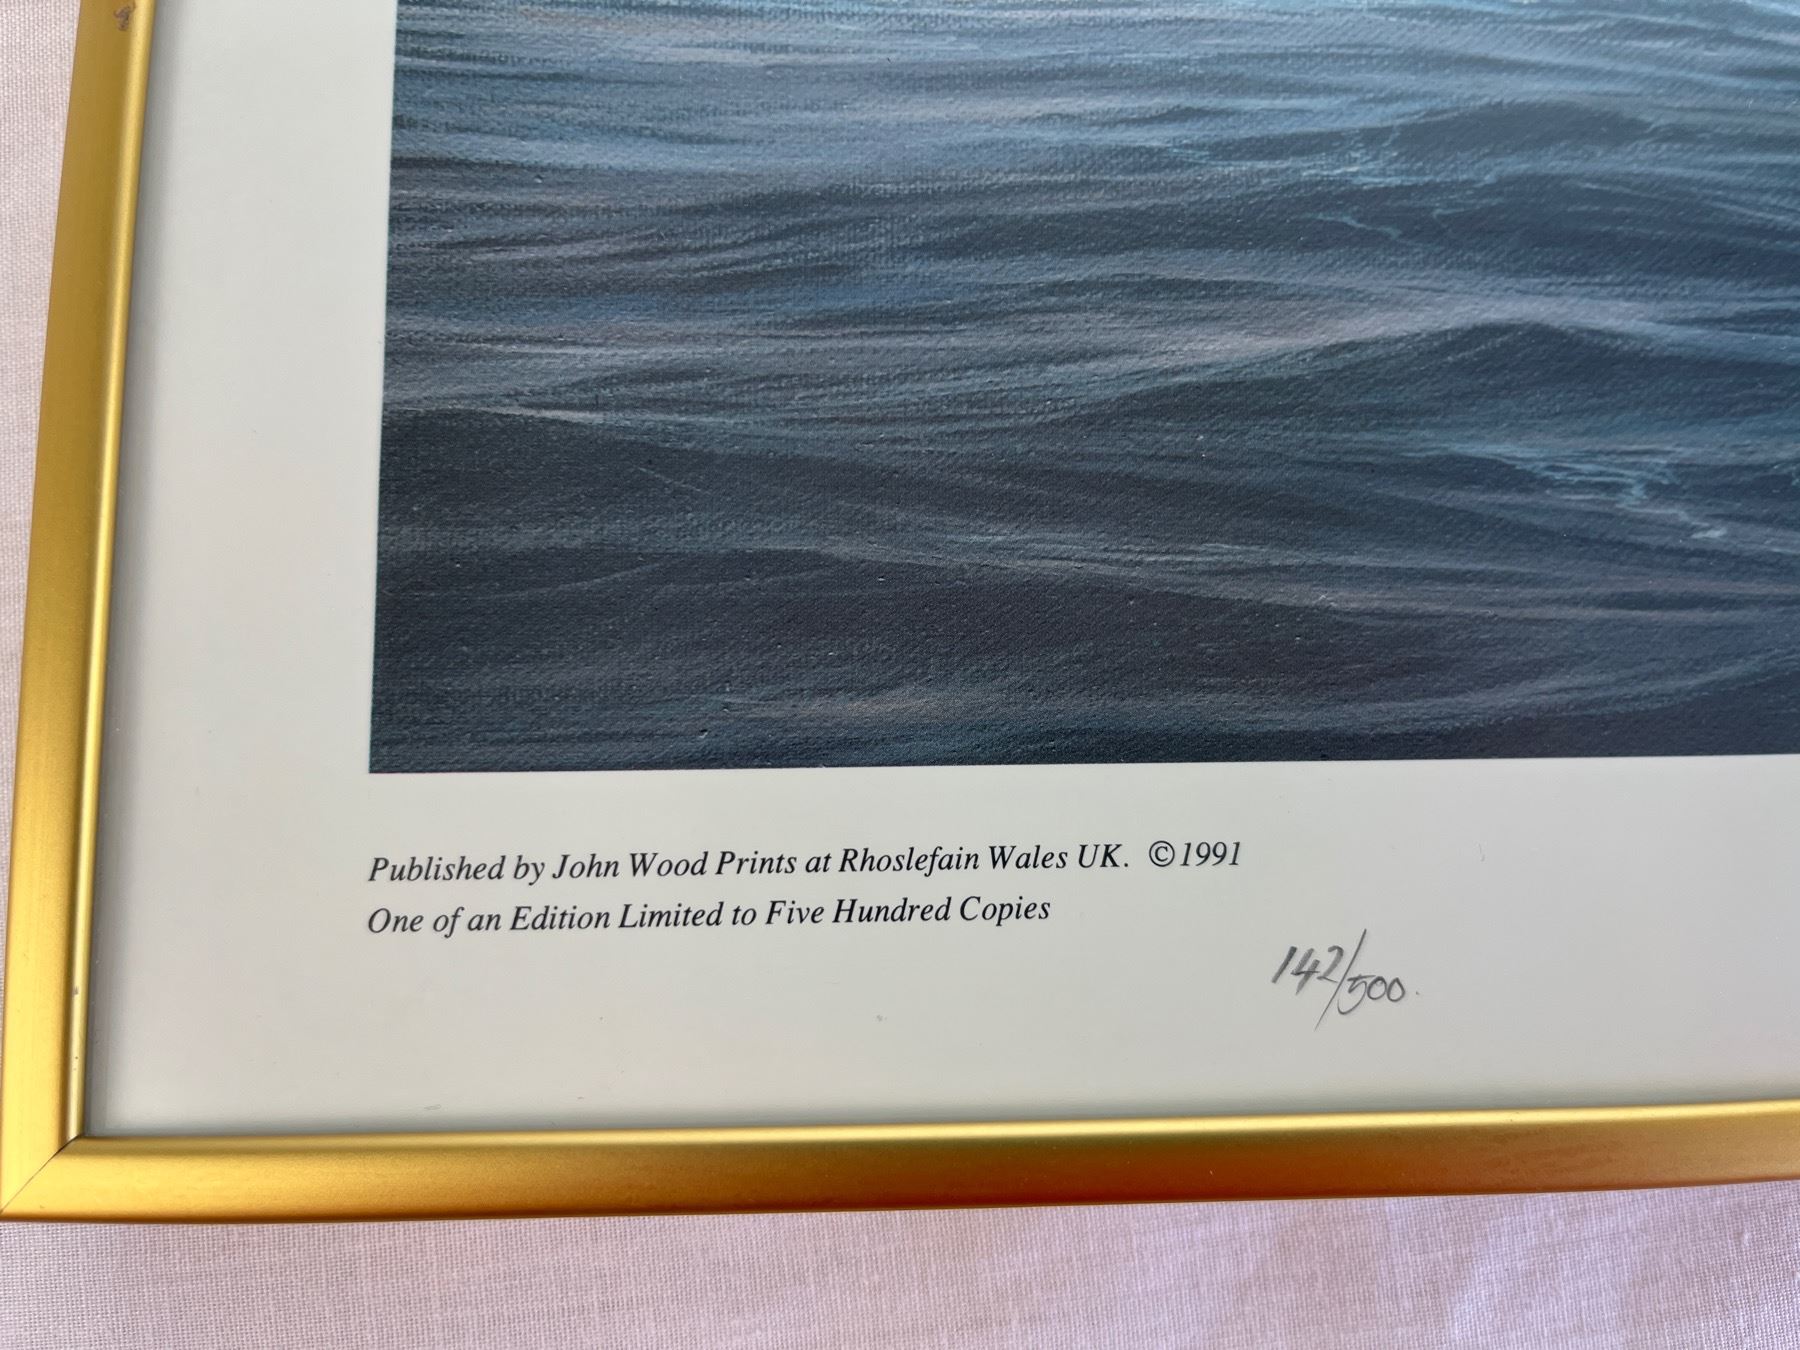 Published by John Wood Prints at Rhoslefain Wales UK. ©1991
One of an Edition Limited to Five Hundred Copies
142/500.